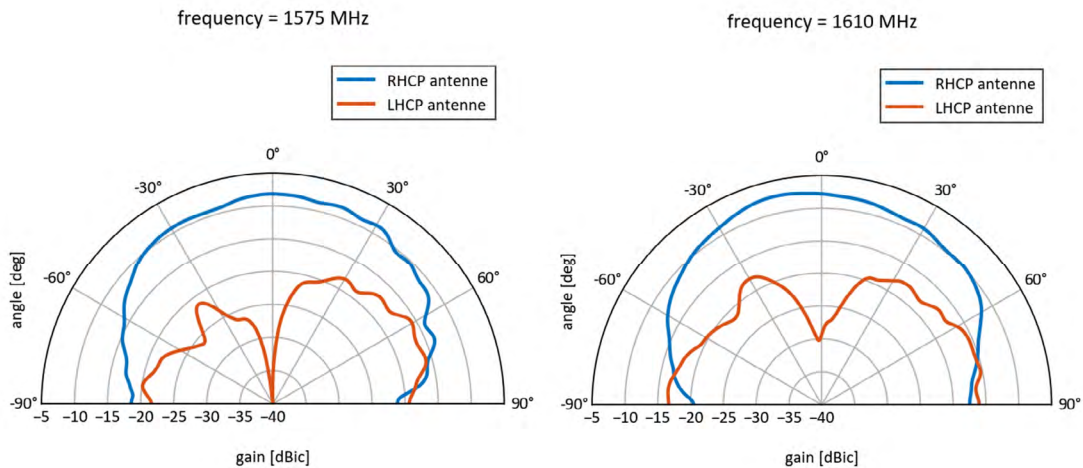 frequency = 1575 MHz
RHCP antenne
LHCP antenne
0°
-30°
30°
-60°
60°
-90°
90°
angle [deg]
−5 −10 −15 −20 −25 −30 −35 −40
gain [dBic]
frequency = 1610 MHz
RHCP antenne
LHCP antenne
0°
-30°
30°
-60°
60°
-90°
90°
angle [deg]
−5 −10 −15 −20 −25 −30 −35 −40
gain [dBic]